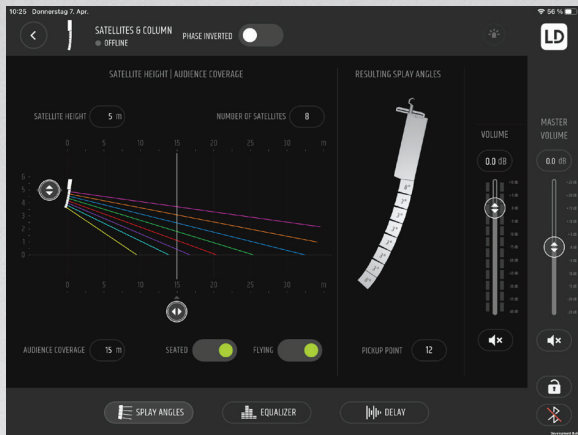 10:25 Donnerstag 7. Apr.
56 %
SATELLITES & COLUMN
OFFLINE
PHASE INVERTED
LD
SATELLITE HEIGHT | AUDIENCE COVERAGE
RESULTING SPLAY ANGLES
SATELLITE HEIGHT
5 m
NUMBER OF SATELLITES
8
0 5 10 15 20 25 30 m
6
5
4
3
2
1
0
0 5 10 15 20 25 30 m
VOLUME
0.0 dB
MASTER
VOLUME
0.0 dB
AUDIENCE COVERAGE
15 m
SEATED
FLYING
PICKUP POINT
12
SPLAY ANGLES
EQUALIZER
DELAY